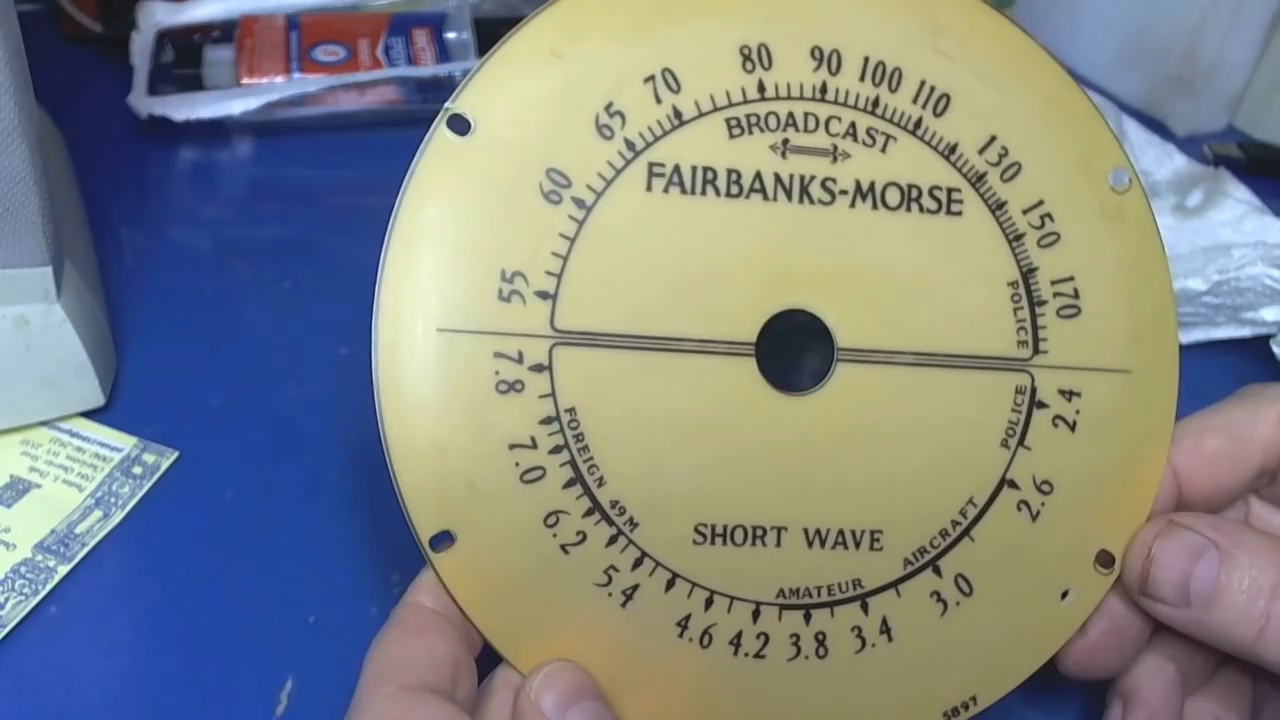 80 90 100 110
70
65
60
55
130
150
170
BROADCAST
FAIRBANKS-MORSE
POLICE
7.8
7.0
6.2
5.4
4.6 4.2 3.8 3.4
3.0
2.6
2.4
POLICE
FOREIGN 49M
SHORT WAVE
AIRCRAFT
AMATEUR
5897
LOCTITE